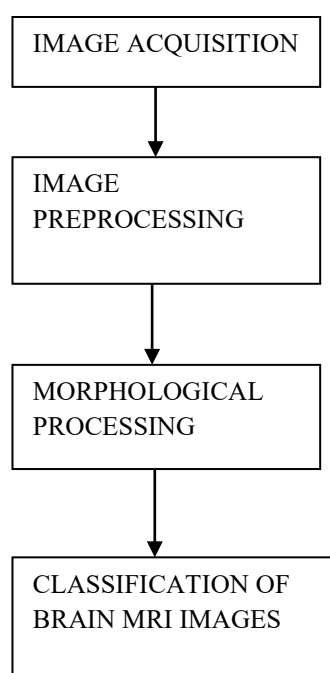 IMAGE ACQUISITION
IMAGE
PREPROCESSING
MORPHOLOGICAL
PROCESSING
CLASSIFICATION OF
BRAIN MRI IMAGES